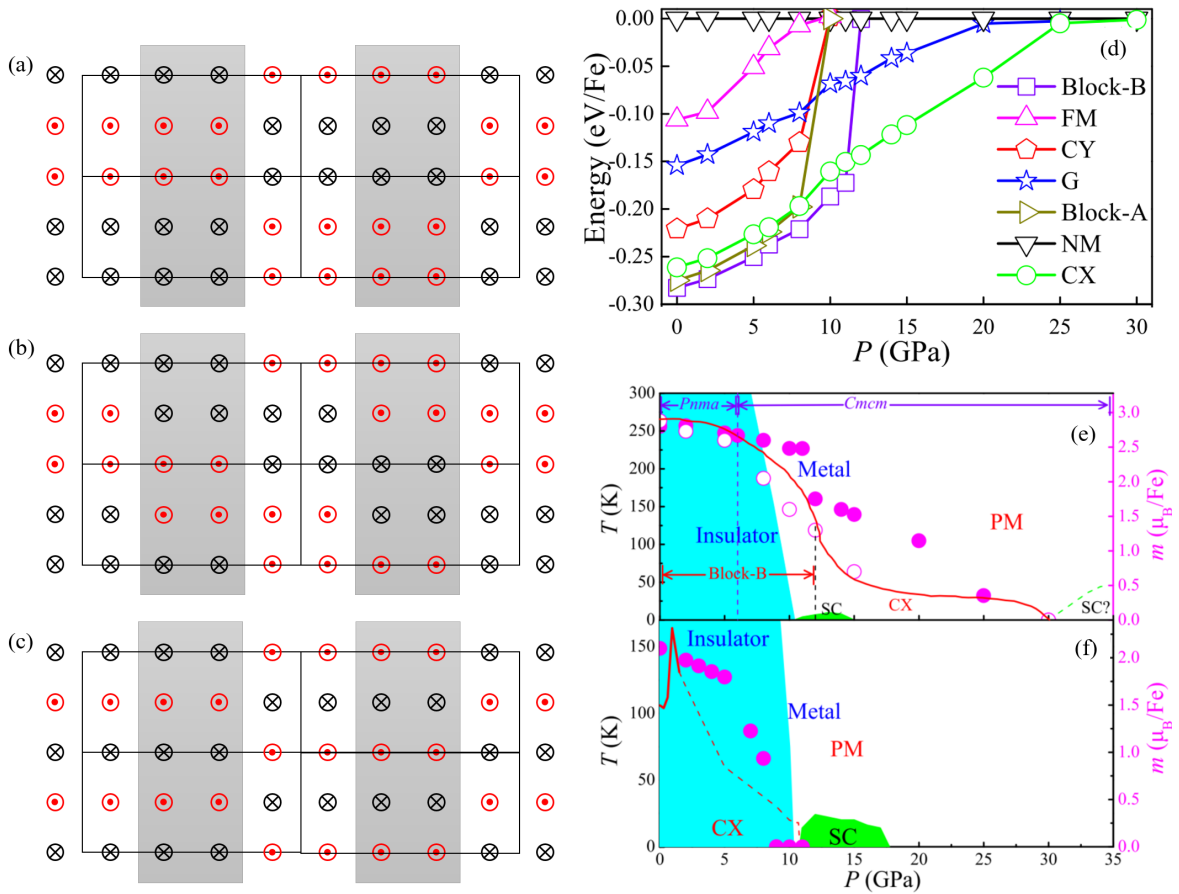 (a)
(b)
(c)
0.00
-0.05
-0.10
-0.15
-0.20
-0.25
-0.30
Energy (eV/Fe)
(d)
Block-B
FM
CY
G
Block-A
NM
CX
0 5 10 15 20 25 30
P (GPa)
300
250
200
150
100
50
0
T (K)
Pnma
Cmcm
(e)
Metal
Insulator
PM
Block-B
SC
CX
SC?
3.0
2.5
2.0
1.5
1.0
0.5
0.0
m (μB/Fe)
150
100
50
0
T (K)
Insulator
(f)
Metal
PM
CX
SC
2.0
1.5
1.0
0.5
0.0
m (μB/Fe)
0 5 10 15 20 25 30 35
P (GPa)